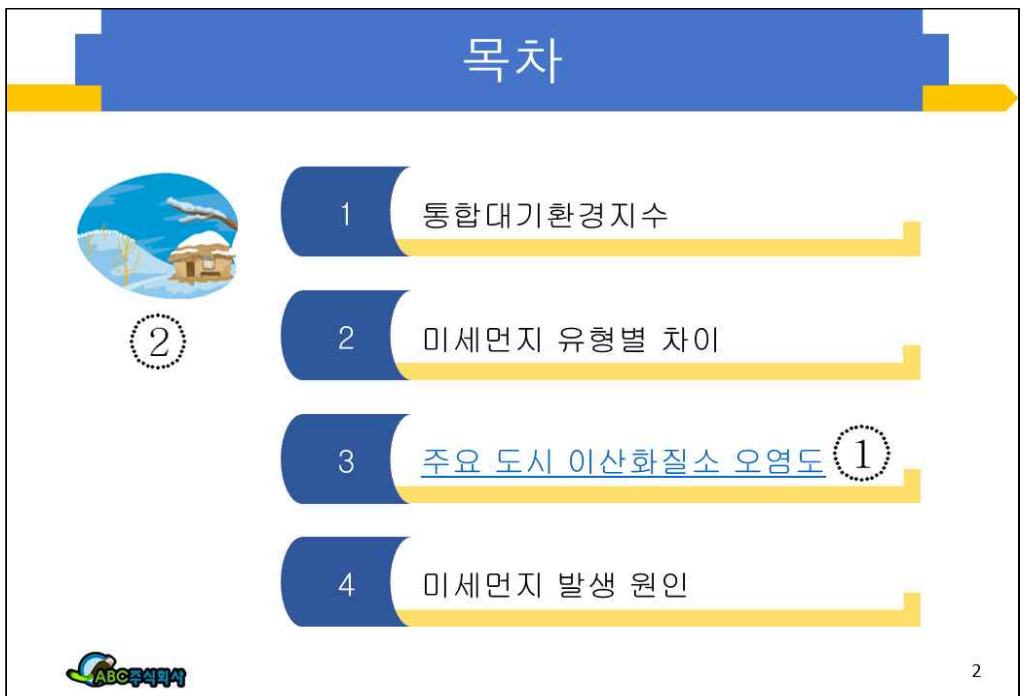 목차
1 통합대기환경지수
②
2 미세먼지 유형별 차이
3 주요 도시 이산화질소 오염도 ①
4 미세먼지 발생 원인
ABC주식회사
2